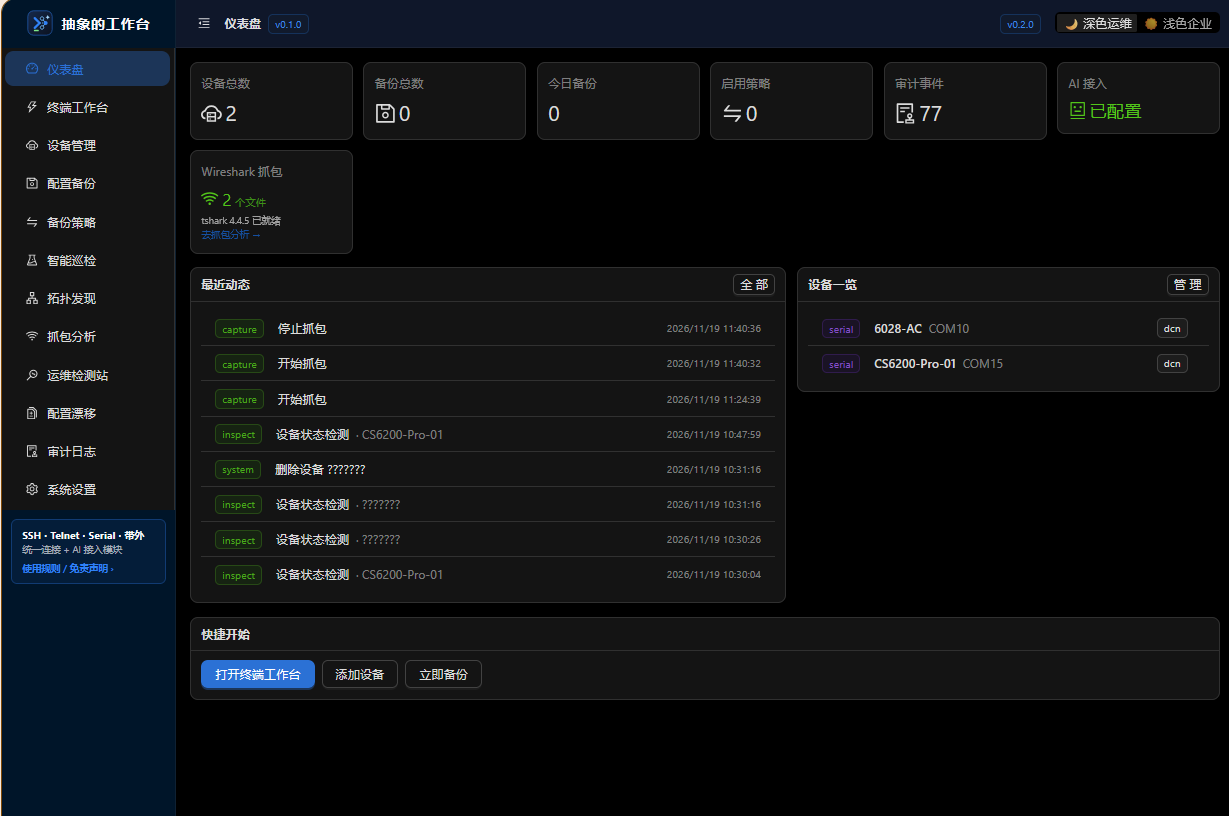 抽象的工作台
仪表盘 v0.1.0
v0.2.0
深色运维
浅色企业
仪表盘
终端工作台
设备管理
配置备份
备份策略
智能巡检
拓扑发现
抓包分析
运维检测站
配置漂移
审计日志
系统设置
SSH · Telnet · Serial · 带外
统一连接 + AI 接入模块
使用规则 / 免责声明 ›
设备总数
2
备份总数
0
今日备份
0
启用策略
0
审计事件
77
AI 接入
已配置
Wireshark 抓包
2 个文件
tshark 4.4.5 已就绪
去抓包分析 →
最近动态 全 部
capture 停止抓包 2026/11/19 11:40:36
capture 开始抓包 2026/11/19 11:40:32
capture 开始抓包 2026/11/19 11:24:39
inspect 设备状态检测 · CS6200-Pro-01 2026/11/19 10:47:59
system 删除设备 ??????? 2026/11/19 10:31:16
inspect 设备状态检测 · ??????? 2026/11/19 10:31:16
inspect 设备状态检测 · ??????? 2026/11/19 10:30:26
inspect 设备状态检测 · CS6200-Pro-01 2026/11/19 10:30:04
设备一览 管 理
serial 6028-AC COM10 dcn
serial CS6200-Pro-01 COM15 dcn
快捷开始
打开终端工作台 添加设备 立即备份